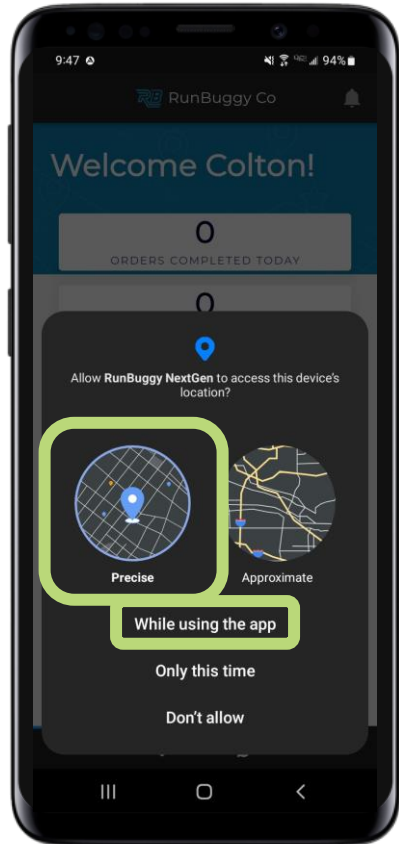 9:47 94%
RB RunBuggy Co
Welcome Colton!
0
ORDERS COMPLETED TODAY
0
Allow RunBuggy NextGen to access this device's
location?
Precise Approximate
While using the app
Only this time
Don't allow